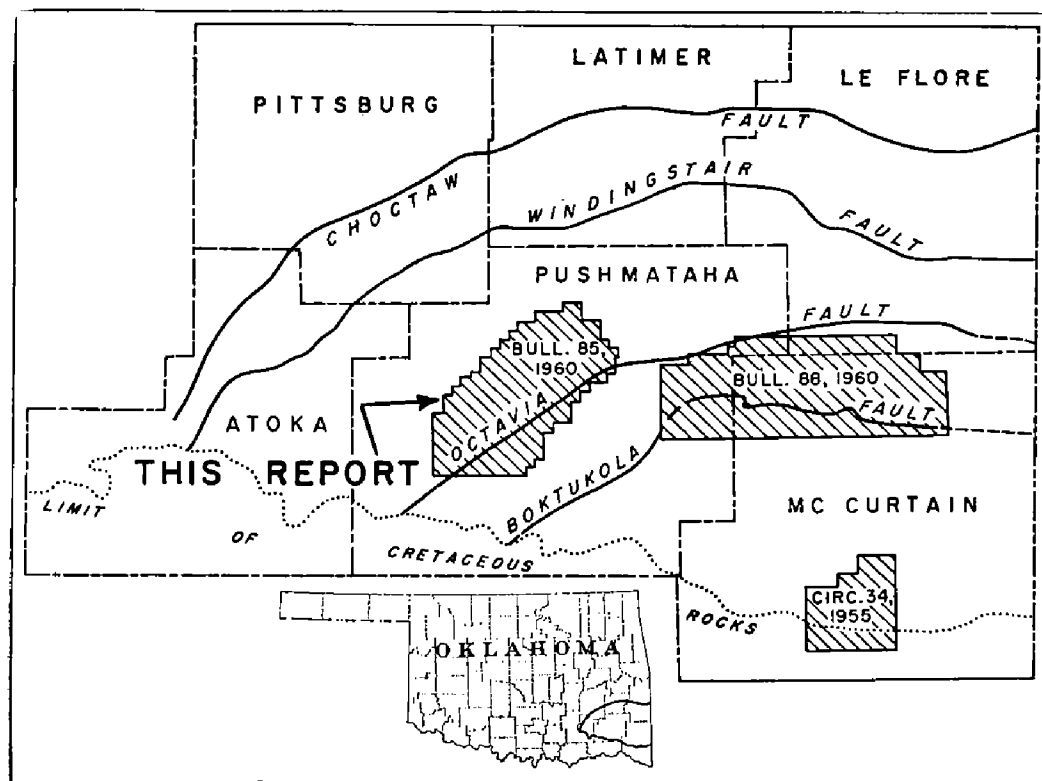 LATIMER
LE FLORE
PITTSBURG
FAULT
CHOCTAW
WINDINGSTAIR
FAULT
PUSHMATAHA
FAULT
BULL. 85,
1960
BULL. 88, 1960
FAULT
ATOKA
OCTAVIA
THIS REPORT
BOKTUKOLA
LIMIT
OF
CRETACEOUS
ROCKS
MC CURTAIN
CIRC. 34,
1955
OKLAHOMA